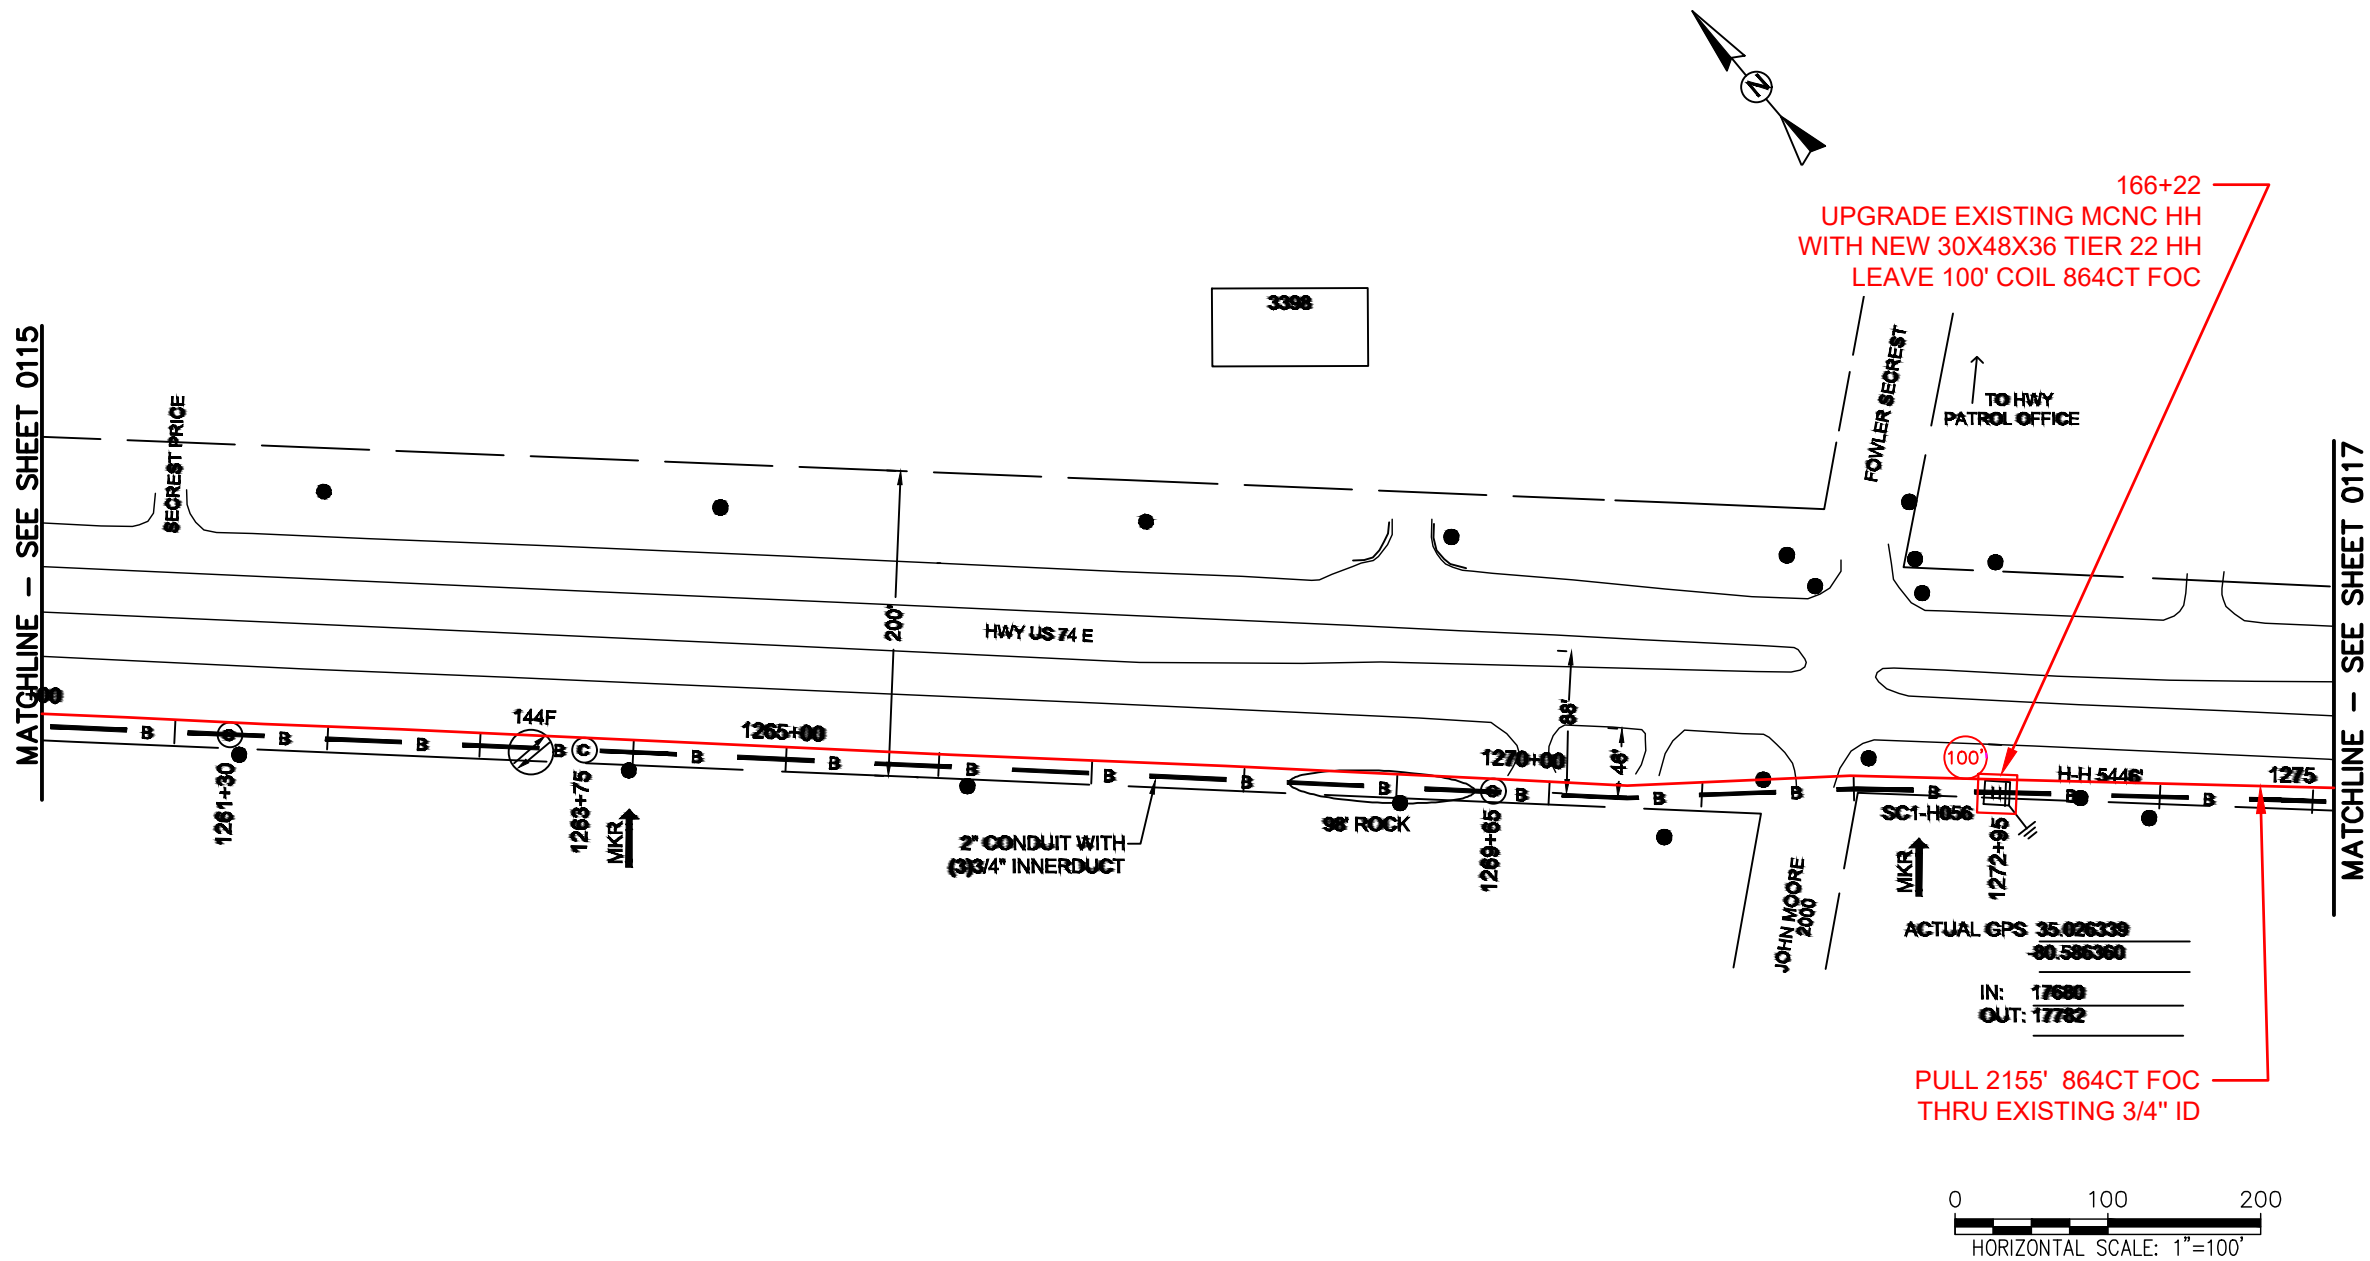 N
166+22
UPGRADE EXISTING MCNC HH
WITH NEW 30X48X36 TIER 22 HH
LEAVE 100' COIL 864CT FOC
3398
MATCHLINE – SEE SHEET 0115
SECREST PRICE
FOWLER SECREST
TO HWY
PATROL OFFICE
MATCHLINE – SEE SHEET 0117
200'
HWY US 74 E
+00
144F
1265+00
88'
46'
1270+00
100'
H-H 5446'
1275
B
C
B
B
B
B
C
B
B
B
B
B
B
C
B
B
B
B
B
B
H
1261+30
1263+75
MKR
2" CONDUIT WITH
(3)3/4" INNERDUCT
98' ROCK
1269+65
SC1-H056
MKR
1272+95
JOHN MOORE
2000
ACTUAL GPS 35.026339
-80.586360
IN: 17680
OUT: 17782
PULL 2155' 864CT FOC
THRU EXISTING 3/4" ID
0 100 200
HORIZONTAL SCALE: 1"=100'